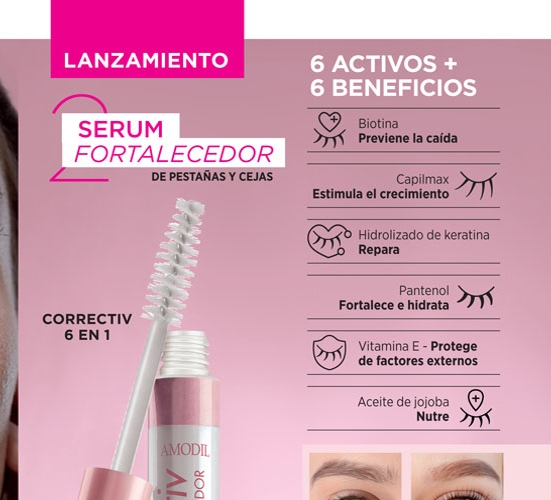 LANZAMIENTO
2
SERUM
FORTALECEDOR
DE PESTAÑAS Y CEJAS
CORRECTIV
6 EN 1
AMODIL
6 ACTIVOS +
6 BENEFICIOS
Biotina
Previene la caída
Capilmax
Estimula el crecimiento
Hidrolizado de keratina
Repara
Pantenol
Fortalece e hidrata
Vitamina E - Protege
de factores externos
Aceite de jojoba
Nutre